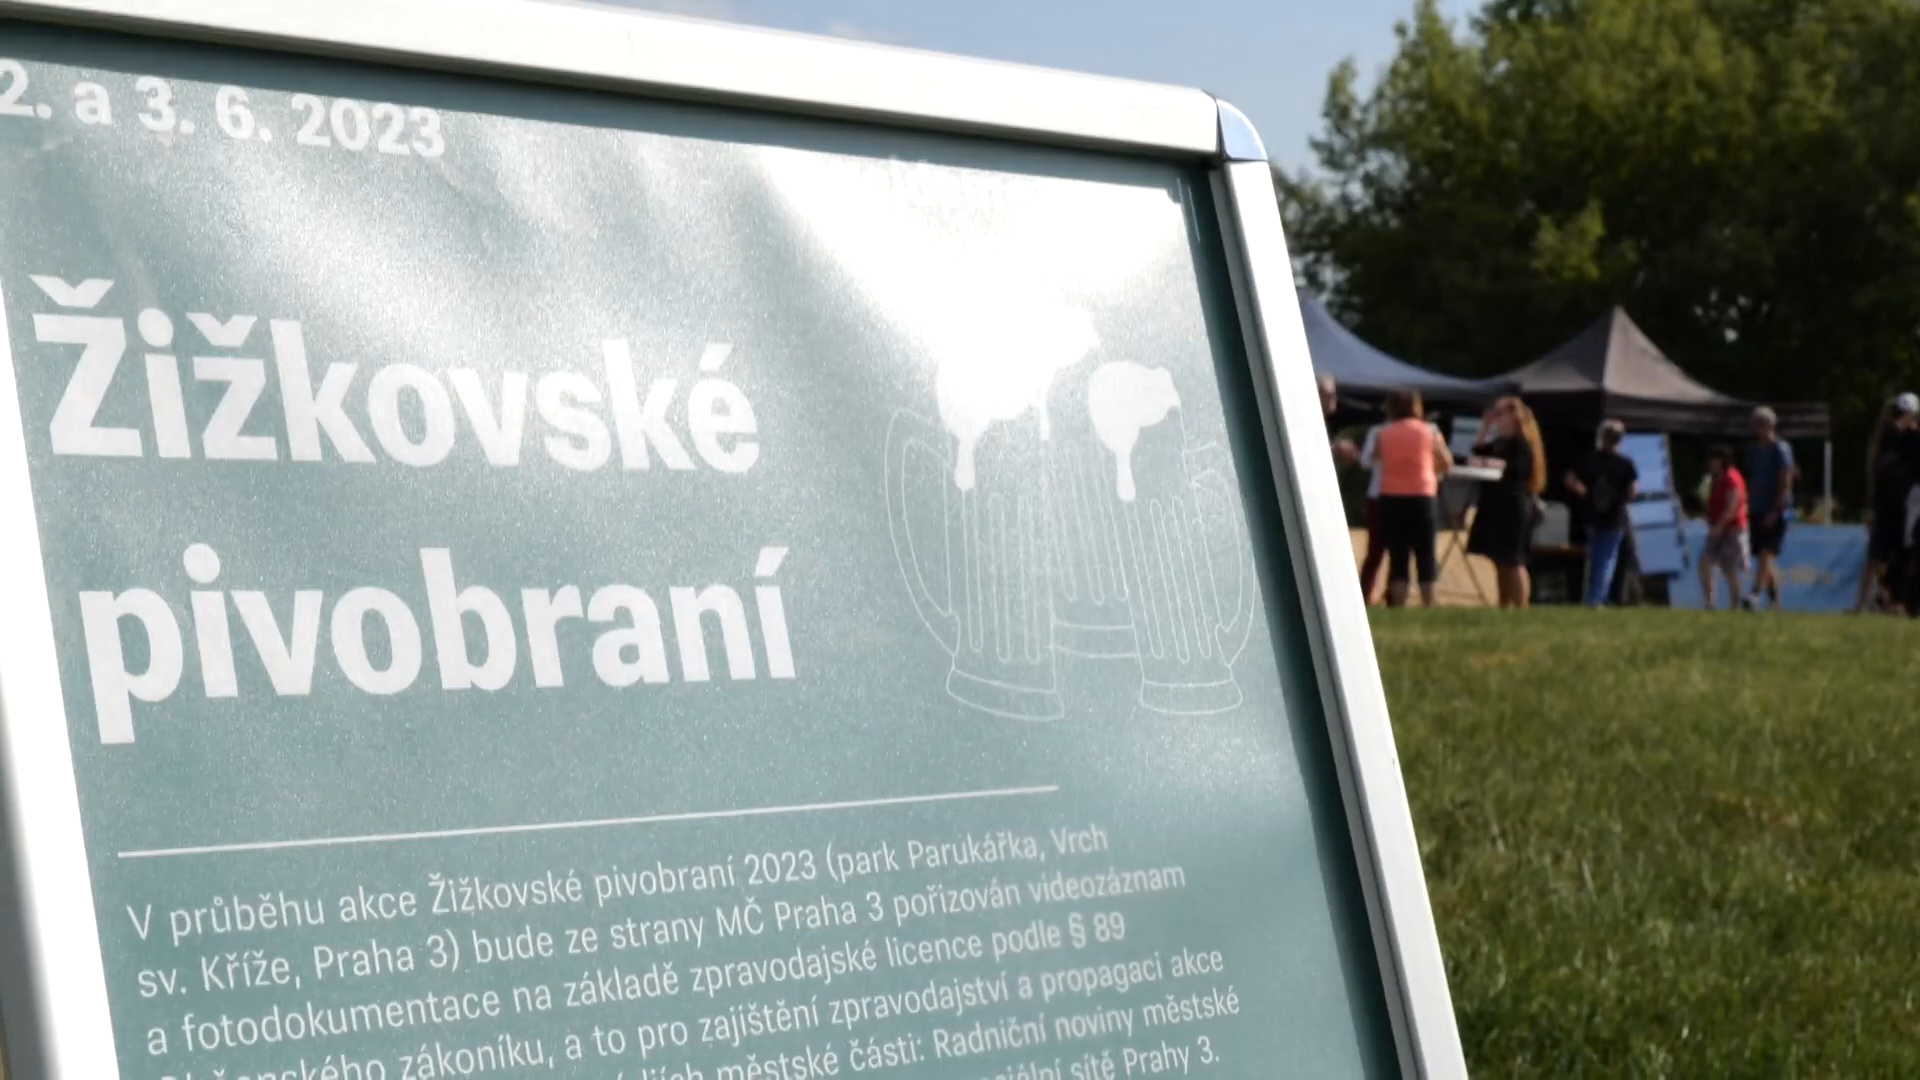 2. a 3. 6. 2023
Žižkovské
pivobraní
V průběhu akce Žižkovské pivobraní 2023 (park Parukářka, Vrch
sv. Kříže, Praha 3) bude ze strany MČ Praha 3 pořizován videozáznam
a fotodokumentace na základě zpravodajské licence podle § 89
zákoníku, a to pro zajištění zpravodajství a propagaci akce
městské části: Radniční noviny městské
sítě Prahy 3.